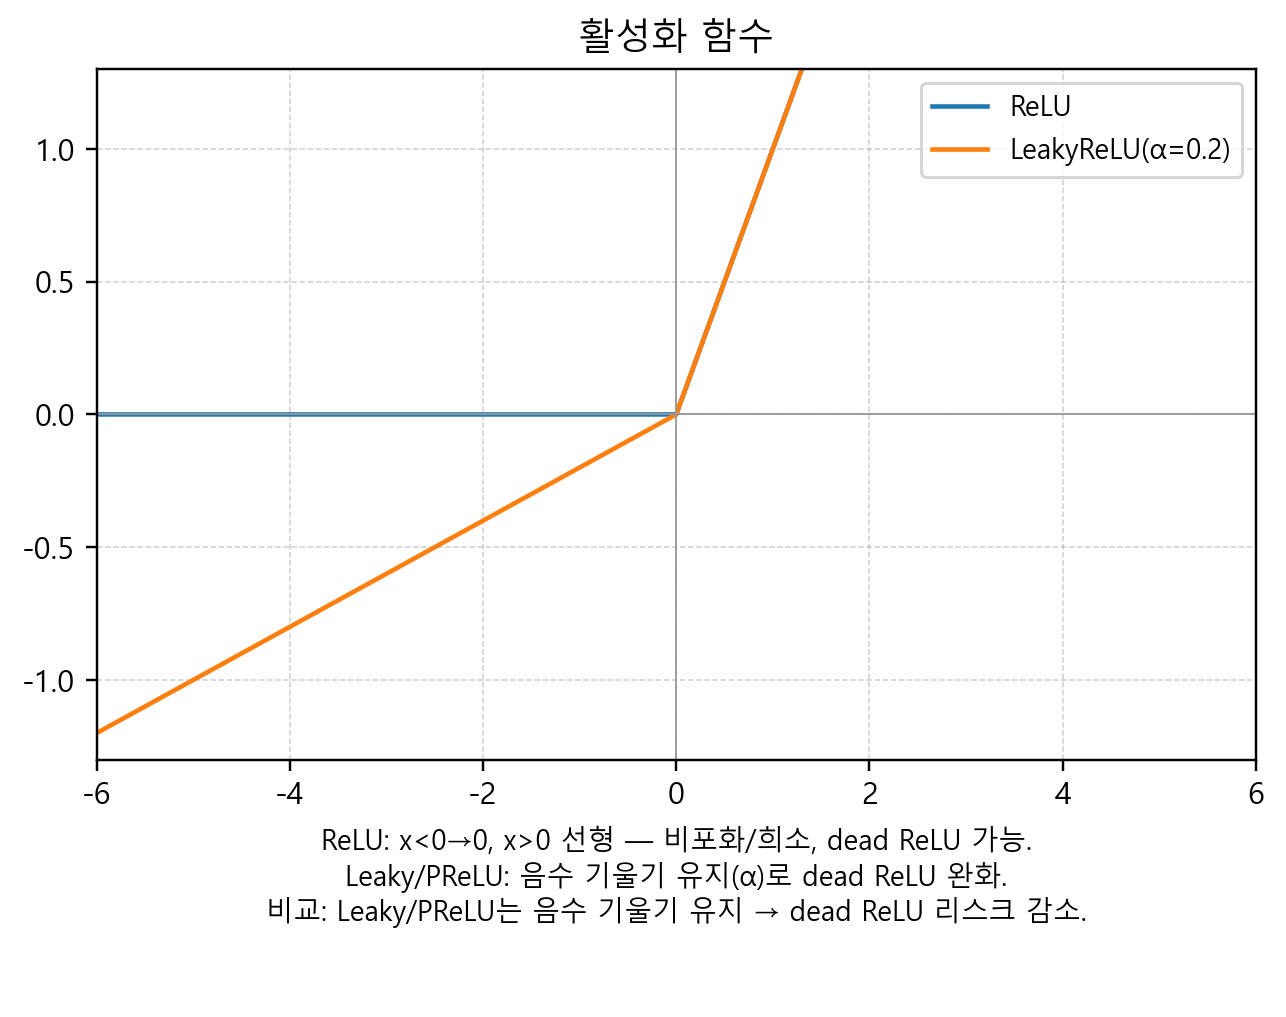 활성화 함수
ReLU
LeakyReLU(α=0.2)
1.0
0.5
0.0
-0.5
-1.0
-6 -4 -2 0 2 4 6
ReLU: x<0→0, x>0 선형 — 비포화/희소, dead ReLU 가능.
Leaky/PReLU: 음수 기울기 유지(α)로 dead ReLU 완화.
비교: Leaky/PReLU는 음수 기울기 유지 → dead ReLU 리스크 감소.